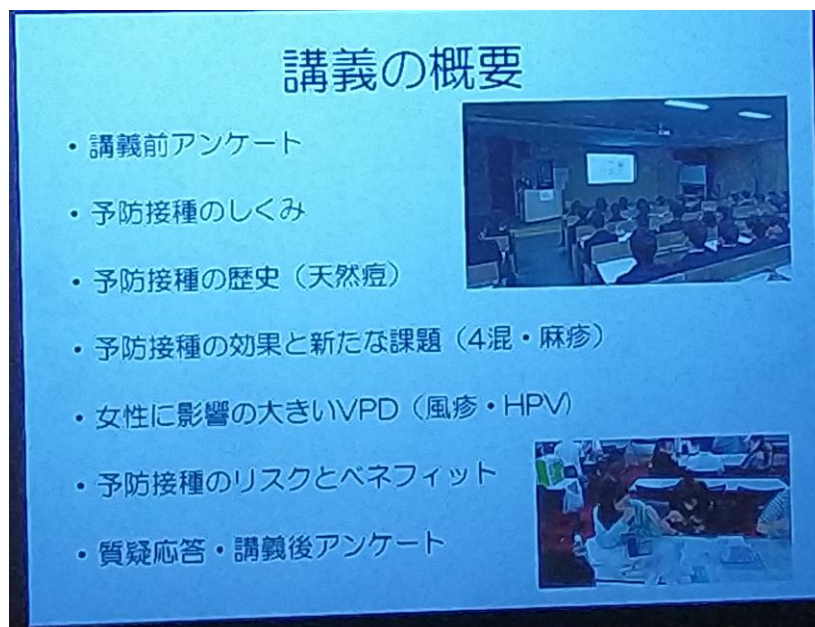 講義の概要
・講義前アンケート
・予防接種のしくみ
・予防接種の歴史（天然痘）
・予防接種の効果と新たな課題（4混・麻疹）
・女性に影響の大きいVPD（風疹・HPV）
・予防接種のリスクとベネフィット
・質疑応答・講義後アンケート